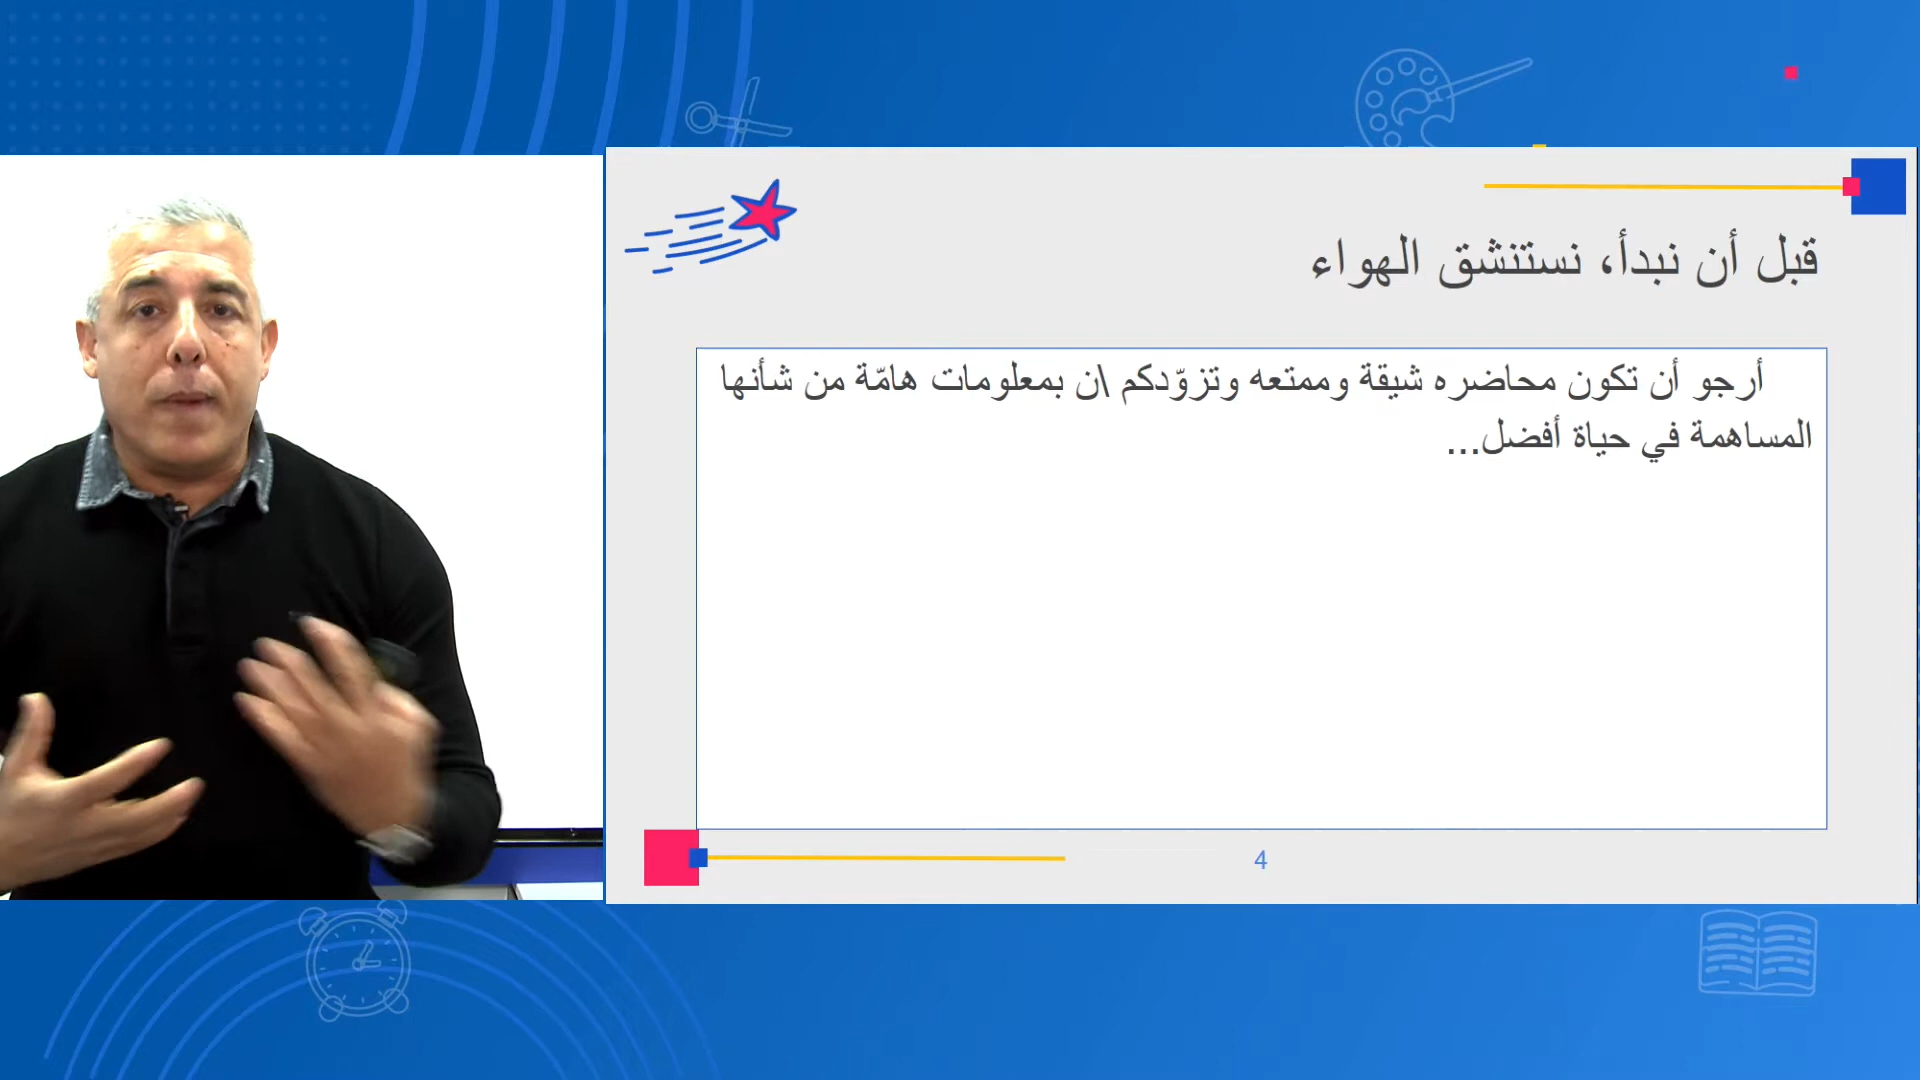 قبل أن نبدأ، نستنشق الهواء
أرجو أن تكون محاضره شيقة وممتعه وتزوّدكم \ن بمعلومات هامّة من شأنها
المساهمة في حياة أفضل...
4